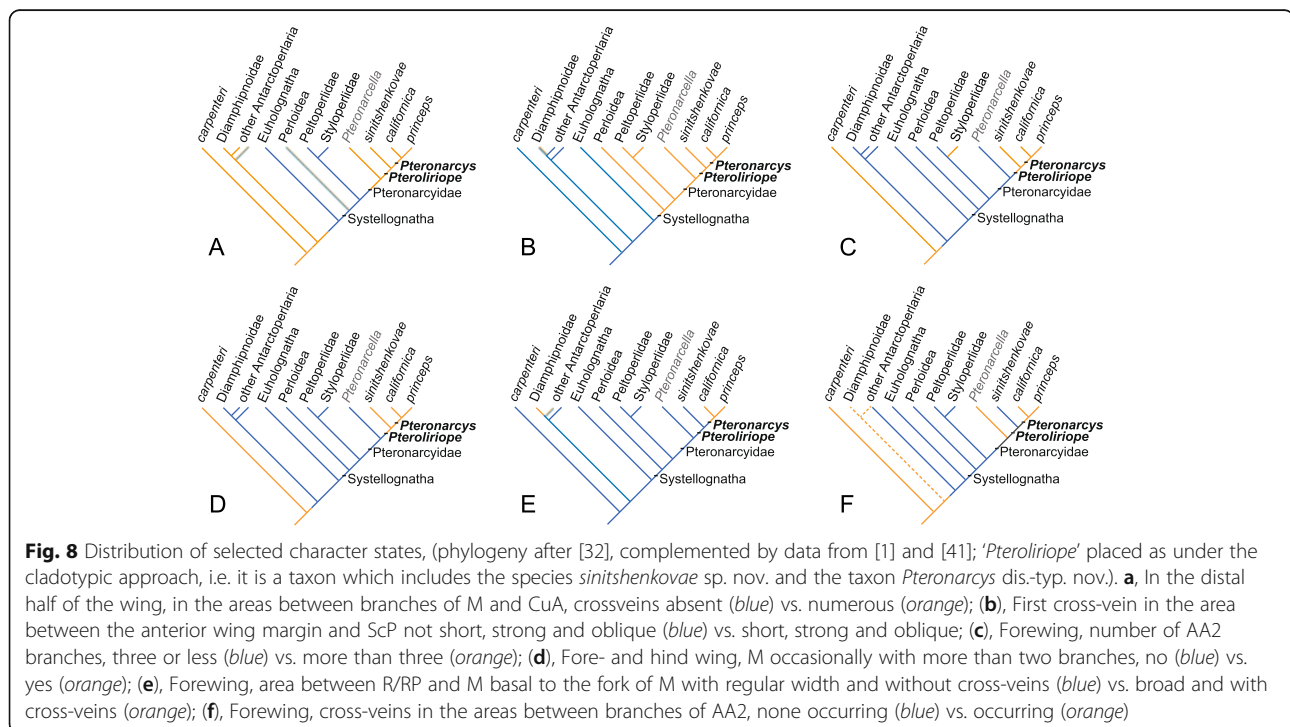 carpenteri
Diamphipnoidae
other Antarctoperlaria
Euholognatha
Perloidea
Peltoperlidae
Styloperlidae
Pteronarcella
sinitshenkovae
californica
princeps
Pteronarcys
Pteroliriope
Pteronarcyidae
Systellognatha
A
carpenteri
Diamphipnoidae
other Antarctoperlaria
Euholognatha
Perloidea
Peltoperlidae
Styloperlidae
Pteronarcella
sinitshenkovae
californica
princeps
Pteronarcys
Pteroliriope
Pteronarcyidae
Systellognatha
B
carpenteri
Diamphipnoidae
other Antarctoperlaria
Euholognatha
Perloidea
Peltoperlidae
Styloperlidae
Pteronarcella
sinitshenkovae
californica
princeps
Pteronarcys
Pteroliriope
Pteronarcyidae
Systellognatha
C
carpenteri
Diamphipnoidae
other Antarctoperlaria
Euholognatha
Perloidea
Peltoperlidae
Styloperlidae
Pteronarcella
sinitshenkovae
californica
princeps
Pteronarcys
Pteroliriope
Pteronarcyidae
Systellognatha
D
carpenteri
Diamphipnoidae
other Antarctoperlaria
Euholognatha
Perloidea
Peltoperlidae
Styloperlidae
Pteronarcella
sinitshenkovae
californica
princeps
Pteronarcys
Pteroliriope
Pteronarcyidae
Systellognatha
E
carpenteri
Diamphipnoidae
other Antarctoperlaria
Euholognatha
Perloidea
Peltoperlidae
Styloperlidae
Pteronarcella
sinitshenkovae
californica
princeps
Pteronarcys
Pteroliriope
Pteronarcyidae
Systellognatha
F
Fig. 8 Distribution of selected character states, (phylogeny after [32], complemented by data from [1] and [41]; 'Pteroliriope' placed as under the
cladotypic approach, i.e. it is a taxon which includes the species sinitshenkovae sp. nov. and the taxon Pteronarcys dis.-typ. nov.). a, In the distal
half of the wing, in the areas between branches of M and CuA, crossveins absent (blue) vs. numerous (orange); (b), First cross-vein in the area
between the anterior wing margin and ScP not short, strong and oblique (blue) vs. short, strong and oblique; (c), Forewing, number of AA2
branches, three or less (blue) vs. more than three (orange); (d), Fore- and hind wing, M occasionally with more than two branches, no (blue) vs.
yes (orange); (e), Forewing, area between R/RP and M basal to the fork of M with regular width and without cross-veins (blue) vs. broad and with
cross-veins (orange); (f), Forewing, cross-veins in the areas between branches of AA2, none occurring (blue) vs. occurring (orange)